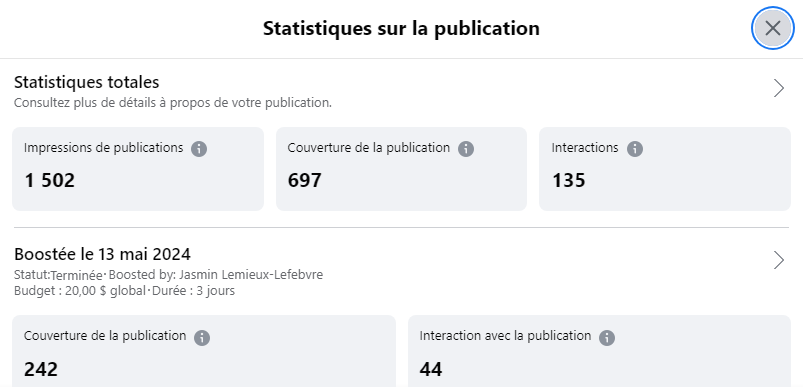 Statistiques sur la publication
Statistiques totales
Consultez plus de détails à propos de votre publication.
Impressions de publications
1 502
Couverture de la publication
697
Interactions
135
Boostée le 13 mai 2024
Statut:Terminée·Boosted by: Jasmin Lemieux-Lefebvre
Budget : 20,00 $ global·Durée : 3 jours
Couverture de la publication
242
Interaction avec la publication
44